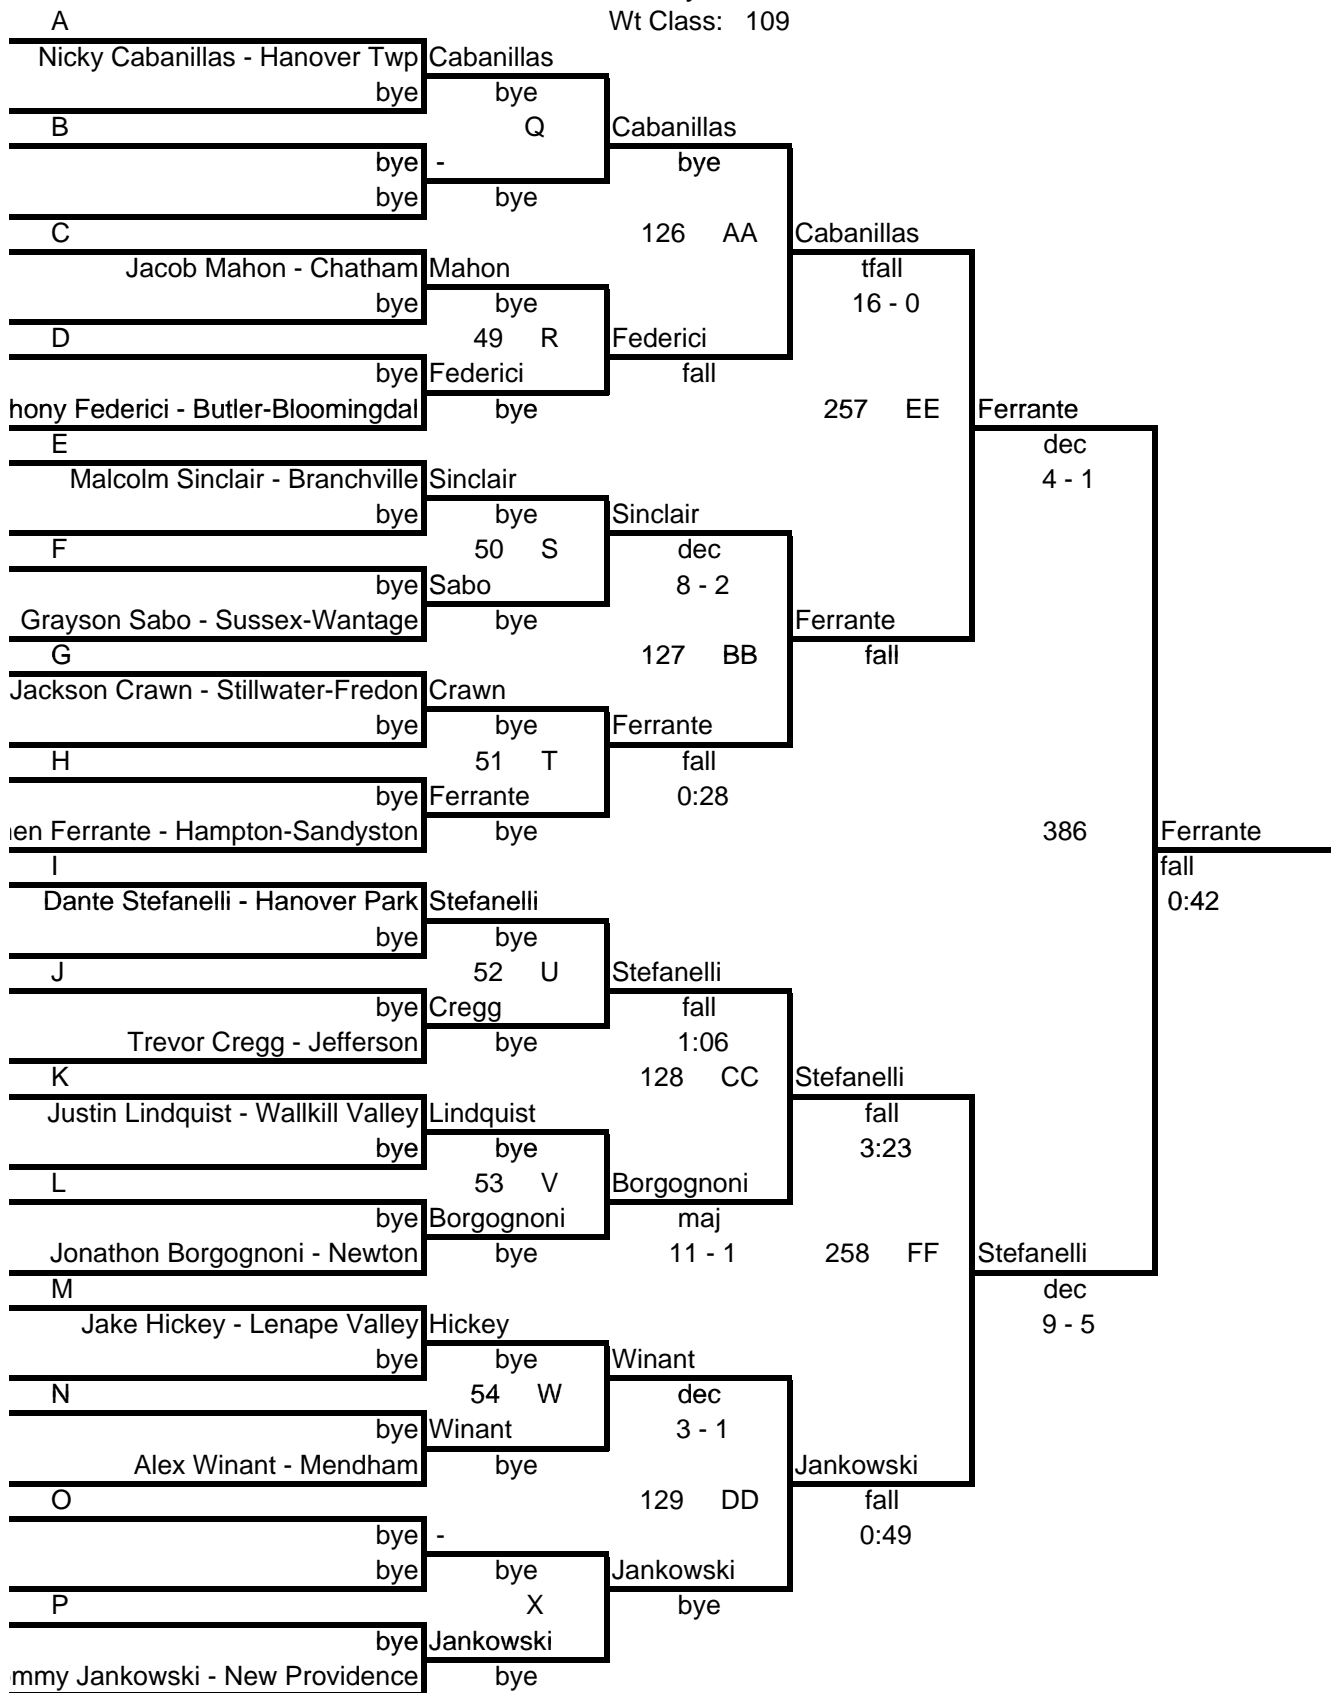 A Wt Class: 109
Nicky Cabanillas - Hanover Twp Cabanillas
bye bye
B Q Cabanillas
bye - bye
bye bye
C 126 AA Cabanillas
Jacob Mahon - Chatham Mahon tfall
bye bye 16 - 0
D 49 R Federici
bye Federici fall
hony Federici - Butler-Bloomingdal bye 257 EE Ferrante
E dec
Malcolm Sinclair - Branchville Sinclair 4 - 1
bye bye Sinclair
F 50 S dec
bye Sabo 8 - 2
Grayson Sabo - Sussex-Wantage bye Ferrante
G 127 BB fall
Jackson Crawn - Stillwater-Fredon Crawn
bye bye Ferrante
H 51 T fall
bye Ferrante 0:28
en Ferrante - Hampton-Sandyston bye 386 Ferrante
I fall
Dante Stefanelli - Hanover Park Stefanelli 0:42
bye bye
J 52 U Stefanelli
bye Cregg fall
Trevor Cregg - Jefferson bye 1:06
K 128 CC Stefanelli
Justin Lindquist - Wallkill Valley Lindquist fall
bye bye 3:23
L 53 V Borgognoni
bye Borgognoni maj
Jonathon Borgognoni - Newton bye 11 - 1 258 FF Stefanelli
M dec
Jake Hickey - Lenape Valley Hickey 9 - 5
bye bye Winant
N 54 W dec
bye Winant 3 - 1
Alex Winant - Mendham bye Jankowski
O 129 DD fall
bye - 0:49
bye bye Jankowski
P X bye
bye Jankowski
mmy Jankowski - New Providence bye